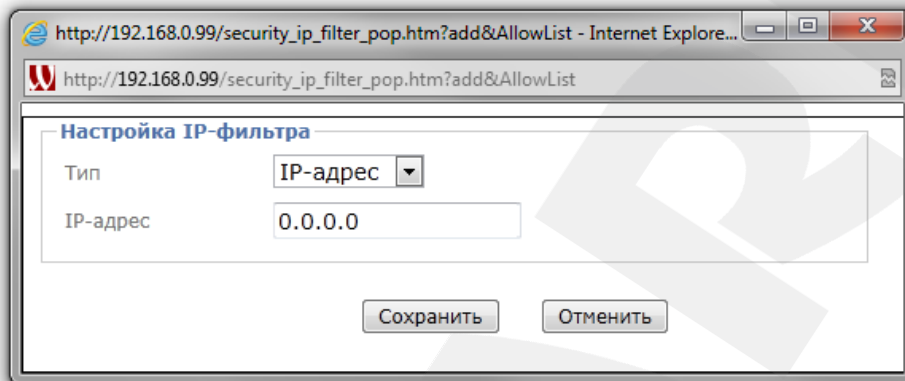 http://192.168.0.99/security_ip_filter_pop.htm?add&AllowList - Internet Explore...
http://192.168.0.99/security_ip_filter_pop.htm?add&AllowList
Настройка IP-фильтра
Тип IP-адрес
IP-адрес 0.0.0.0
Сохранить Отменить